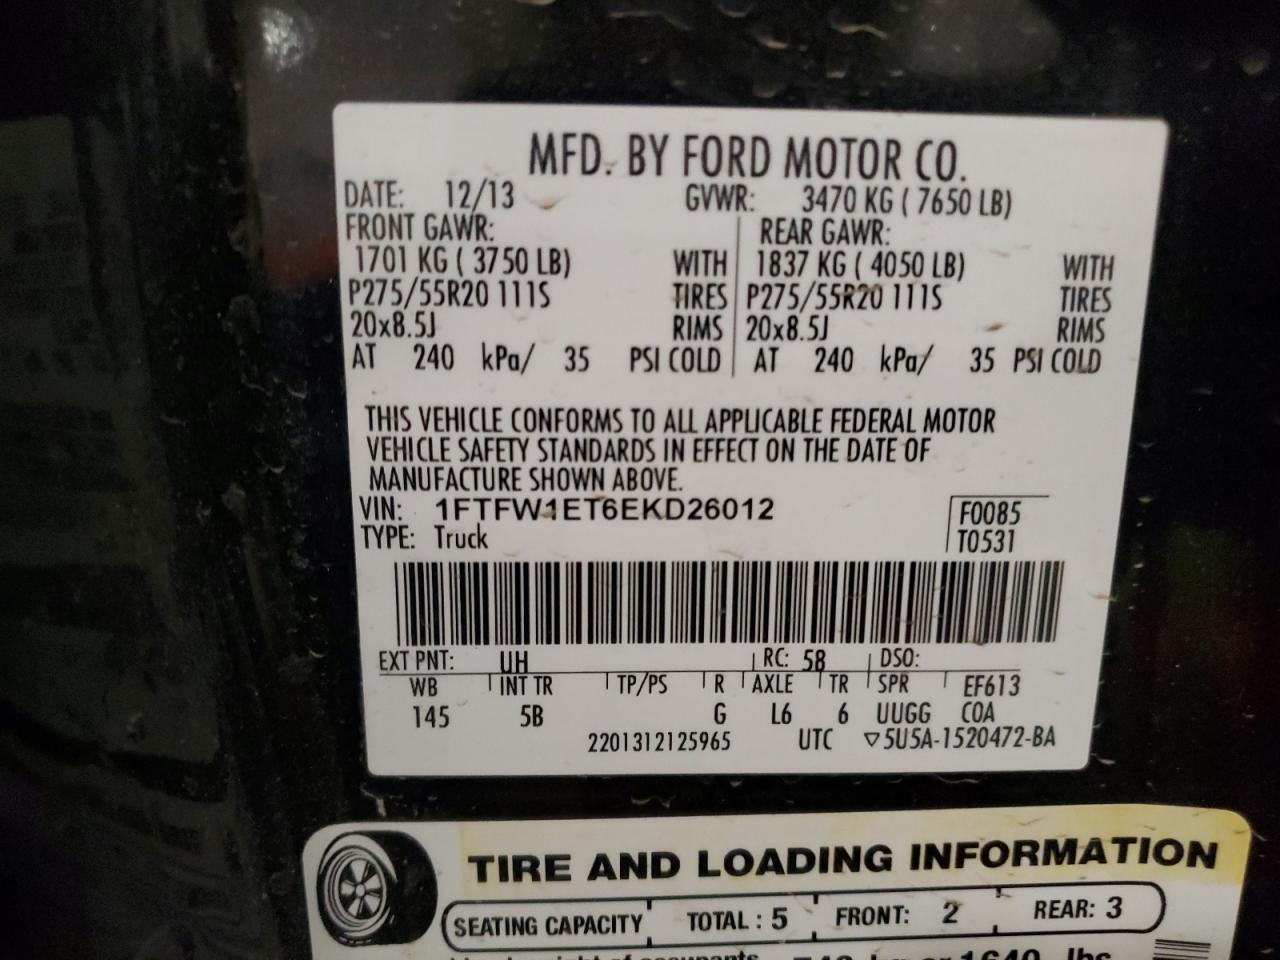 MFD. BY FORD MOTOR CO.
DATE: 12/13 GVWR: 3470 KG ( 7650 LB)
FRONT GAWR: REAR GAWR:
1701 KG ( 3750 LB) WITH 1837 KG ( 4050 LB) WITH
P275/55R20 111S TIRES P275/55R20 111S TIRES
20x8.5J RIMS 20x8.5J RIMS
AT 240 kPa/ 35 PSI COLD AT 240 kPa/ 35 PSI COLD
THIS VEHICLE CONFORMS TO ALL APPLICABLE FEDERAL MOTOR
VEHICLE SAFETY STANDARDS IN EFFECT ON THE DATE OF
MANUFACTURE SHOWN ABOVE.
VIN: 1FTFW1ET6EKD26012 F0085
TYPE: Truck T0531
EXT PNT: UH RC: 58 DSO:
WB INT TR TP/PS R AXLE TR SPR EF613
145 5B G L6 6 UUGG COA
2201312125965 UTC ▽5U5A-1520472-BA
TIRE AND LOADING INFORMATION
SEATING CAPACITY TOTAL : 5 FRONT: 2 REAR: 3
of occupants kg or 1640 lbs